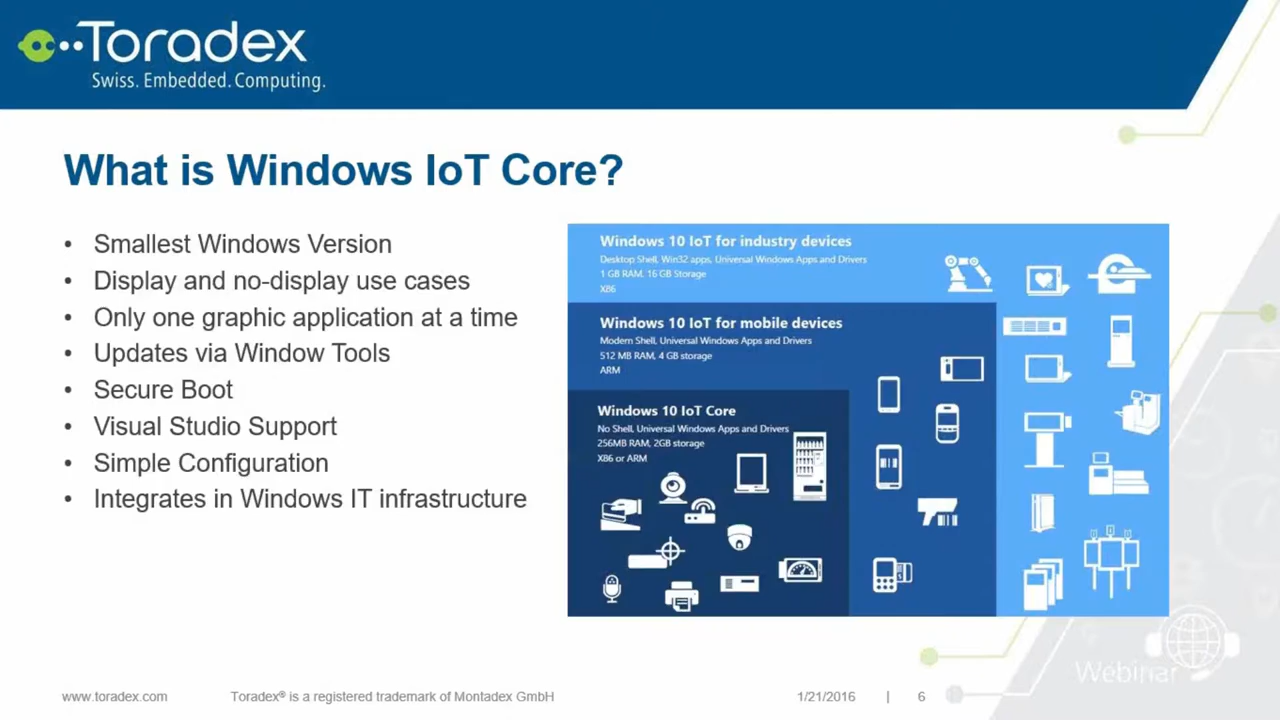 Toradex
Swiss. Embedded. Computing.
What is Windows IoT Core?
• Smallest Windows Version
• Display and no-display use cases
• Only one graphic application at a time
• Updates via Window Tools
• Secure Boot
• Visual Studio Support
• Simple Configuration
• Integrates in Windows IT infrastructure
Windows 10 IoT for industry devices
Desktop Shell, Win32 apps, Universal Windows Apps and Drivers
1 GB RAM, 16 GB Storage
X86
Windows 10 IoT for mobile devices
Modern Shell, Universal Windows Apps and Drivers
512 MB RAM, 4 GB storage
ARM
Windows 10 IoT Core
No Shell, Universal Windows Apps and Drivers
256MB RAM, 2GB storage
X86 or ARM
Webinar
www.toradex.com Toradex® is a registered trademark of Montadex GmbH 1/21/2016 | 6